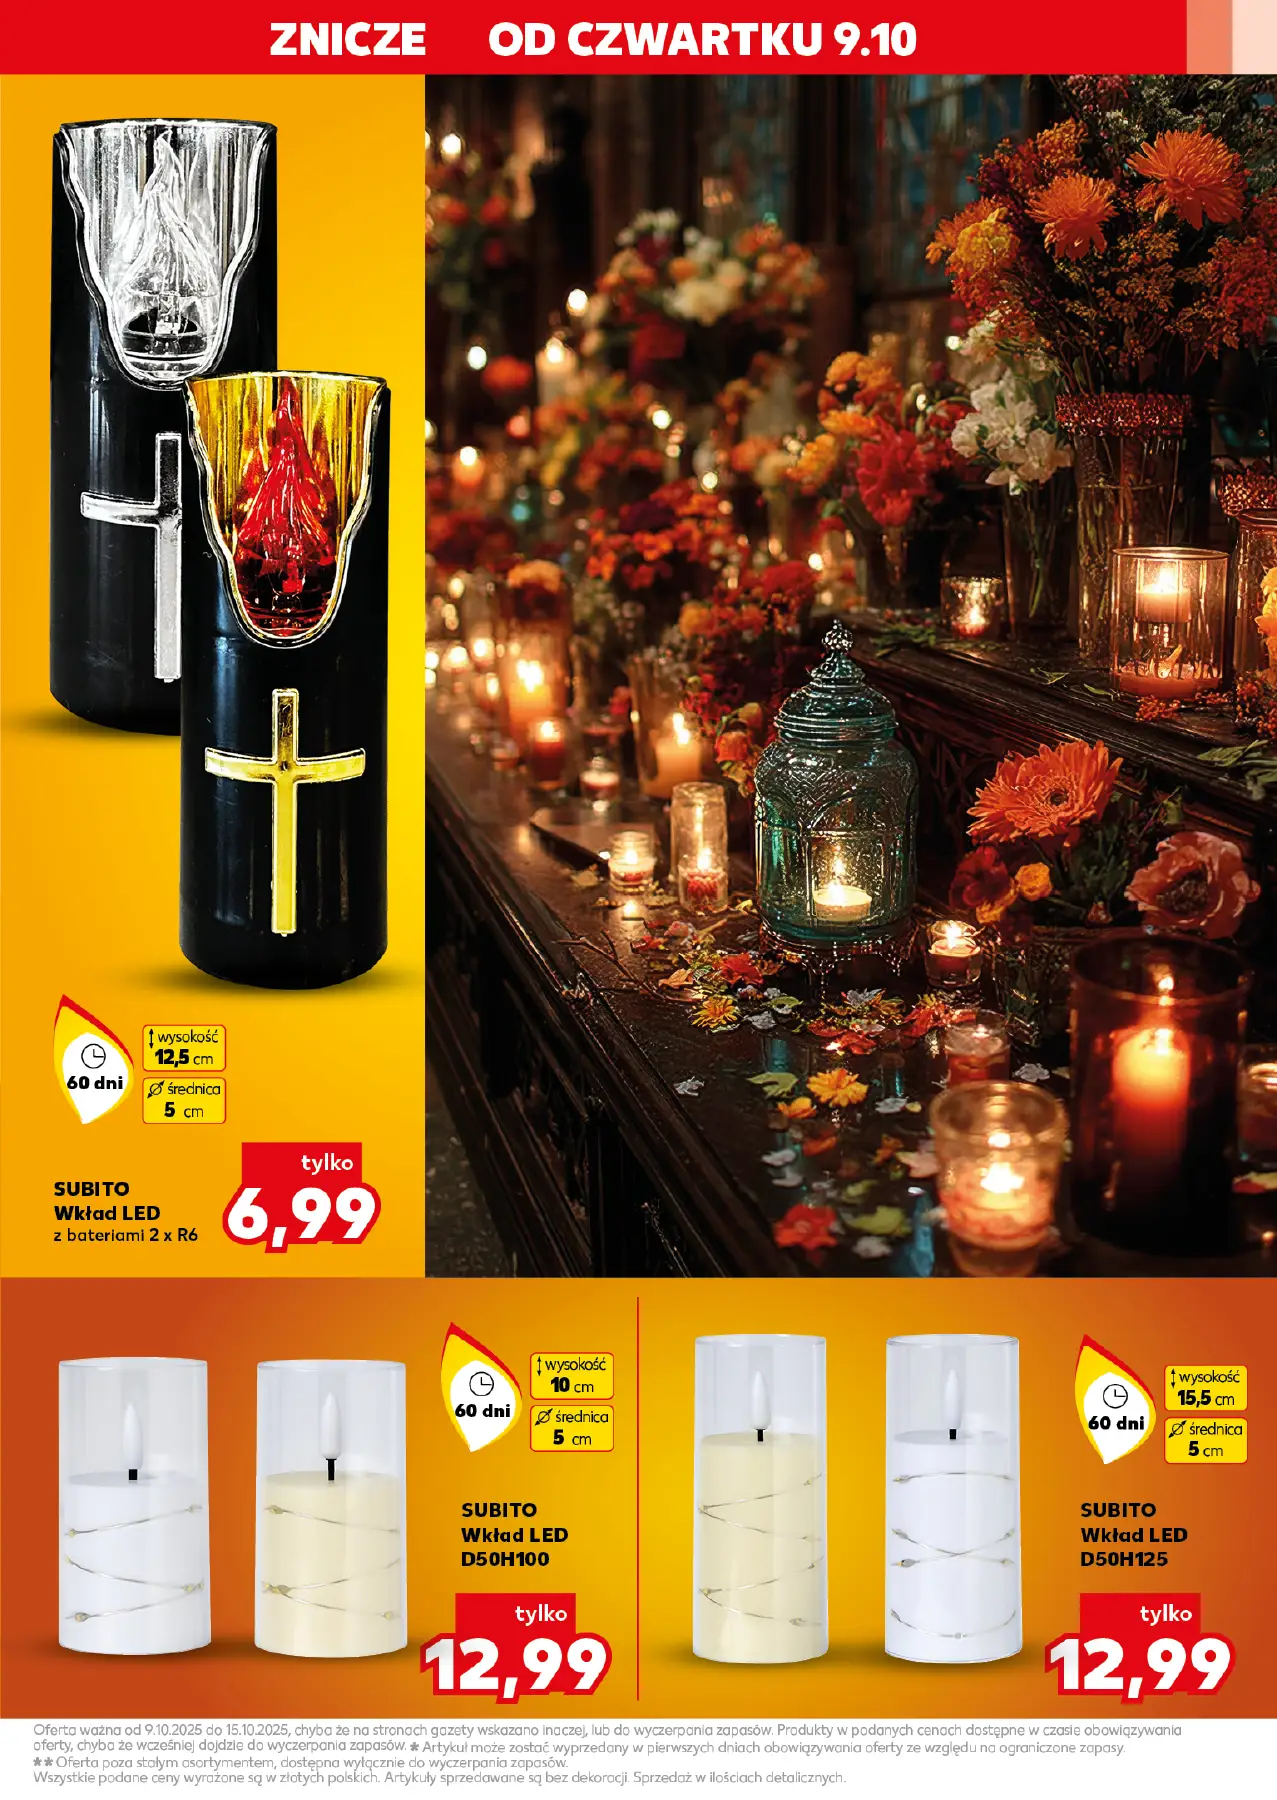 ZNICZE OD CZWARTKU 9.10
60 dni
wysokość
12,5 cm
średnica
5 cm
SUBITO
Wkład LED
z bateriami 2 x R6
tylko
6,99
60 dni
wysokość
10 cm
średnica
5 cm
SUBITO
Wkład LED
D50H100
tylko
12,99
60 dni
wysokość
15,5 cm
średnica
5 cm
SUBITO
Wkład LED
D50H125
tylko
12,99
Oferta ważna od 9.10.2025 do 15.10.2025, chyba że na stronach gazety wskazano inaczej, lub do wyczerpania zapasów. Produkty w podanych cenach dostępne w czasie obowiązywania
oferty, chyba że wcześniej dojdzie do wyczerpania zapasów. * Artykuł może zostać wyprzedany w pierwszych dniach obowiązywania oferty ze względu na ograniczone zapasy.
** Oferta poza stałym asortymentem, dostępna wyłącznie do wyczerpania zapasów.
Wszystkie podane ceny wyrażone są w złotych polskich. Artykuły sprzedawane są bez dekoracji. Sprzedaż w ilościach detalicznych.